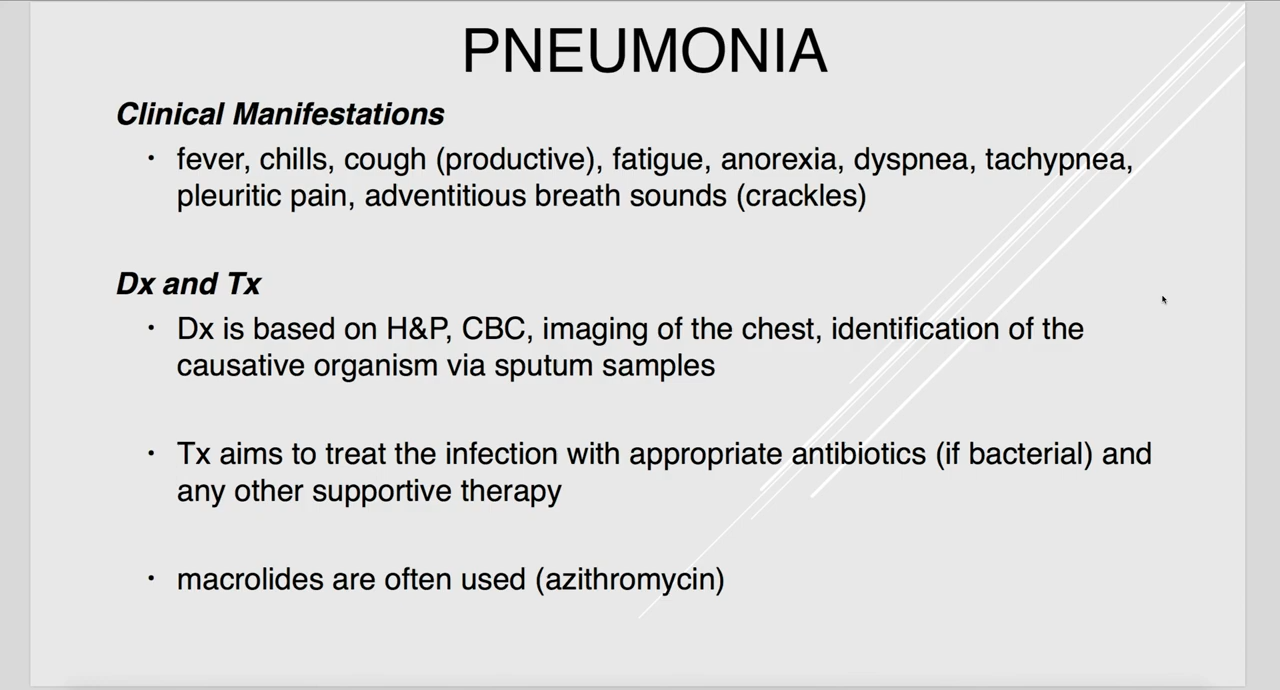 PNEUMONIA
Clinical Manifestations
• fever, chills, cough (productive), fatigue, anorexia, dyspnea, tachypnea,
pleuritic pain, adventitious breath sounds (crackles)
Dx and Tx
• Dx is based on H&P, CBC, imaging of the chest, identification of the
causative organism via sputum samples
• Tx aims to treat the infection with appropriate antibiotics (if bacterial) and
any other supportive therapy
• macrolides are often used (azithromycin)